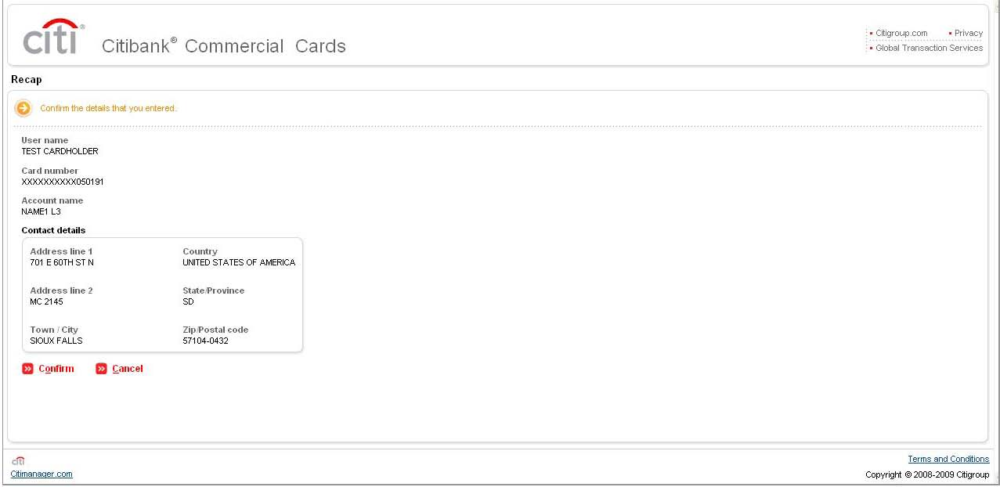 citi®
Citibank® Commercial Cards
Citigroup.com Privacy
Global Transaction Services
Recap
Confirm the details that you entered.
User name
TEST CARDHOLDER
Card number
XXXXXXXXXX050191
Account name
NAME1 L3
Contact details
Address line 1 Country
701 E 60TH ST N UNITED STATES OF AMERICA
Address line 2 State/Province
MC 2145 SD
Town / City Zip/Postal code
SIOUX FALLS 57104-0432
Confirm Cancel
citi
Terms and Conditions
Citimanager.com
Copyright © 2008-2009 Citigroup